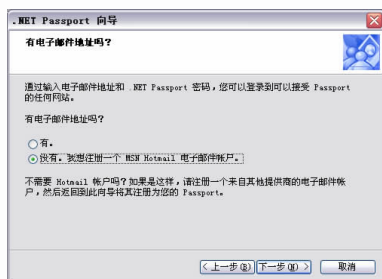 .NET Passport 向导
有电子邮件地址吗?
通过输入电子邮件地址和 .NET Passport 密码，您可以登录到可以接受 Passport
的任何网站。
有电子邮件地址吗?
有。
没有。我想注册一个 MSN Hotmail 电子邮件帐户。
不需要 Hotmail 帐户吗? 如果是这样，请注册一个来自其他提供商的电子邮件帐
户，然后返回到此向导将其注册为您的 Passport。
< 上一步(B) 下一步(N) > 取消